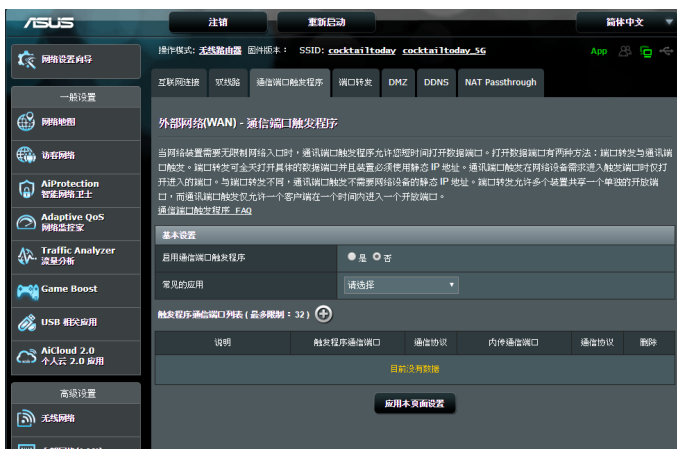 ASUS
注销
重新启动
简体中文
操作模式: 无线路由器 固件版本: SSID: cocktail1today cocktail1today_5G
App
网络设置向导
互联网连接 双线路 通信端口触发程序 端口转发 DMZ DDNS NAT Passthrough
一般设置
网络地图
访客网络
AiProtection
智能网络卫士
Adaptive QoS
网络监控家
Traffic Analyzer
流量分析
Game Boost
USB 相关应用
AiCloud 2.0
个人云 2.0 应用
高级设置
无线网络
外部网络(WAN) - 通信端口触发程序
当网络装置需要无限制网络入口时，通讯端口触发程序允许您短时间打开数据端口。打开数据端口有两种方法：端口转发与通讯端
口触发。端口转发可全天打开具体的数据端口并且装置必须使用静态 IP 地址。通讯端口触发在网络设备需求进入触发端口时仅打
开进入的端口。与端口转发不同，通讯端口触发不需要网络设备的静态 IP 地址。端口转发允许多个装置共享一个单独的开放端
口，而通讯端口触发仅允许一个客户端在一个时间内进入一个开放端口。
通信端口触发程序 FAQ
基本设置
启用通信端口触发程序 是 否
常见的应用 请选择
触发程序通信端口列表 ( 最多限制 : 32 )
说明 触发程序通信端口 通信协议 内传通信端口 通信协议 删除
目前没有数据
应用本页面设置